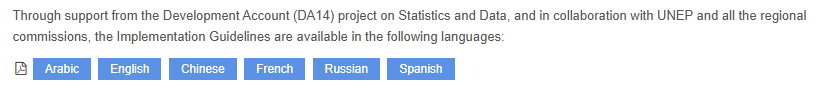 Through support from the Development Account (DA14) project on Statistics and Data, and in collaboration with UNEP and all the regional
commissions, the Implementation Guidelines are available in the following languages:
Arabic English Chinese French Russian Spanish